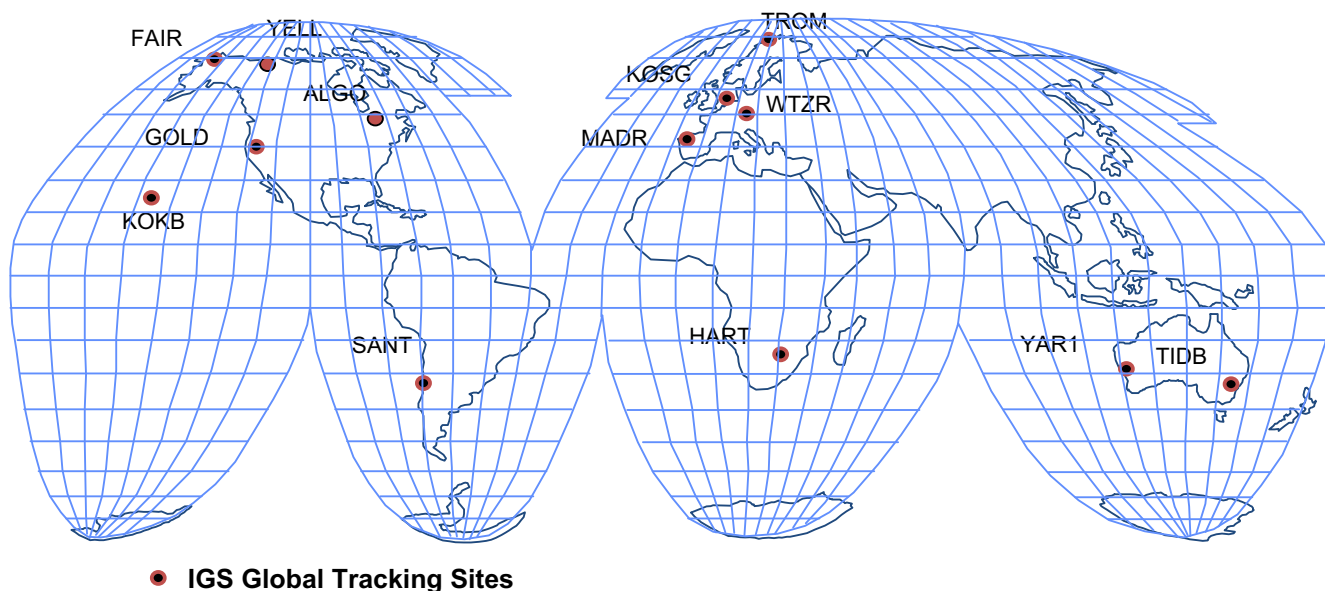 YELL
TROM
FAIR
KOSG
ALGO
WTZR
GOLD
MADR
KOKB
HART
SANT
YAR1
TIDB
IGS Global Tracking Sites